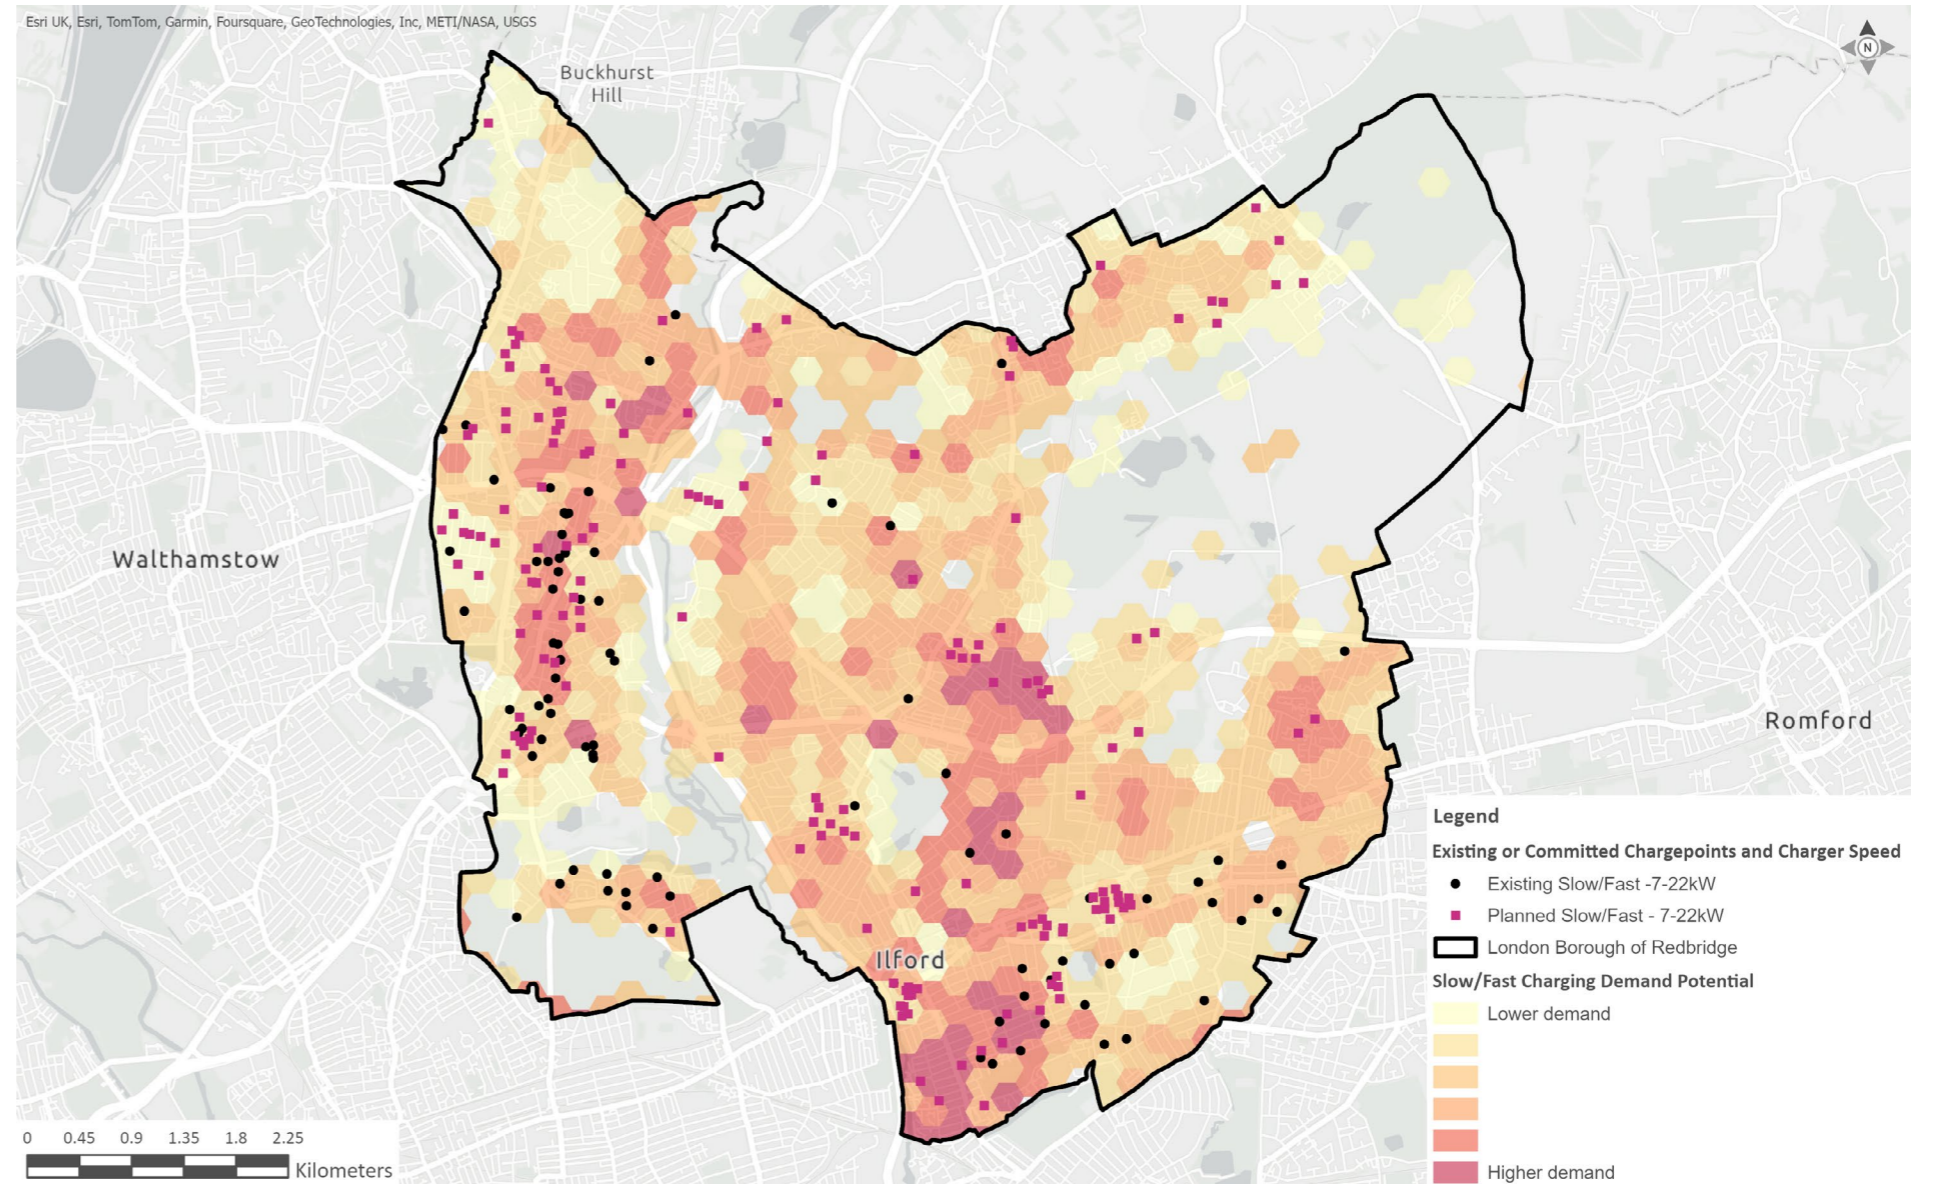 Esri UK, Esri, TomTom, Garmin, Foursquare, GeoTechnologies, Inc, METI/NASA, USGS
N
Buckhurst
Hill
Walthamstow
Romford
Ilford
Legend
Existing or Committed Chargepoints and Charger Speed
Existing Slow/Fast -7-22kW
Planned Slow/Fast - 7-22kW
London Borough of Redbridge
Slow/Fast Charging Demand Potential
Lower demand
Higher demand
0 0.45 0.9 1.35 1.8 2.25
Kilometers